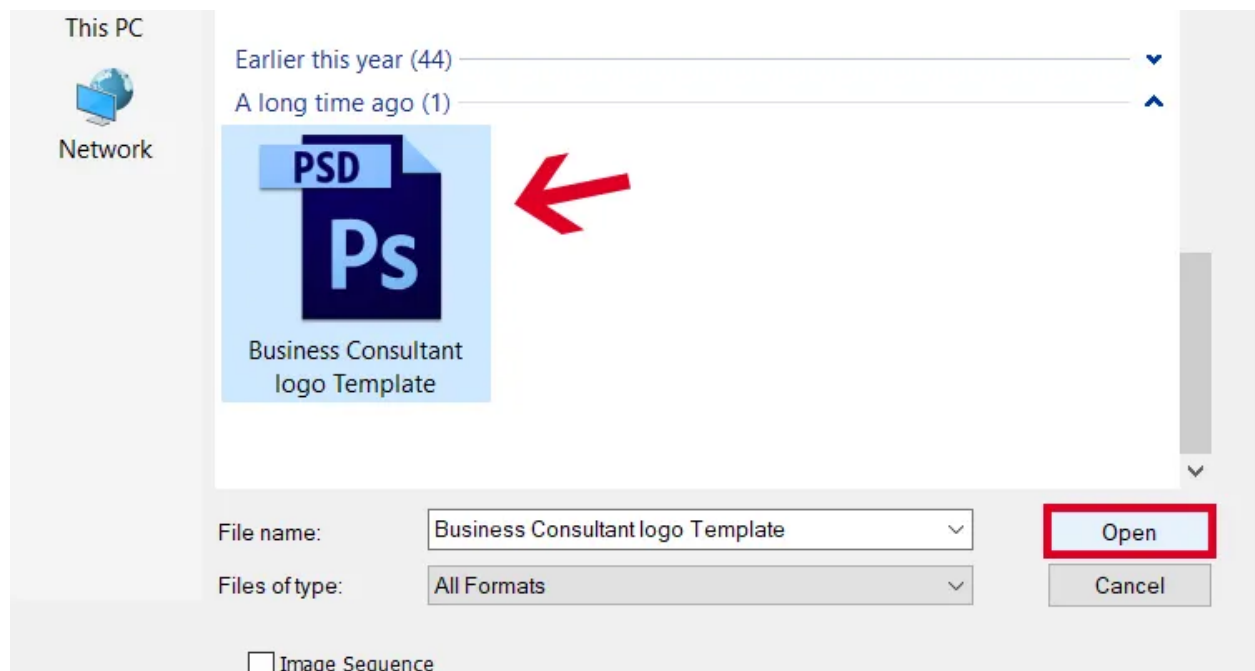 This PC
Network
Earlier this year (44)
A long time ago (1)
PSD
Ps
Business Consultant
logo Template
File name:
Business Consultant logo Template
Open
Files of type:
All Formats
Cancel
Image Sequence